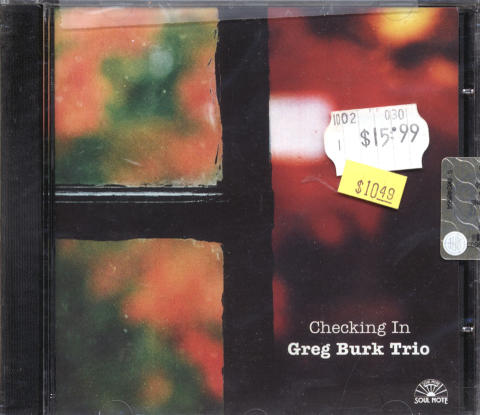 1002 030
$15.99
$10.49
Checking In
Greg Burk Trio
SOUL NOTE